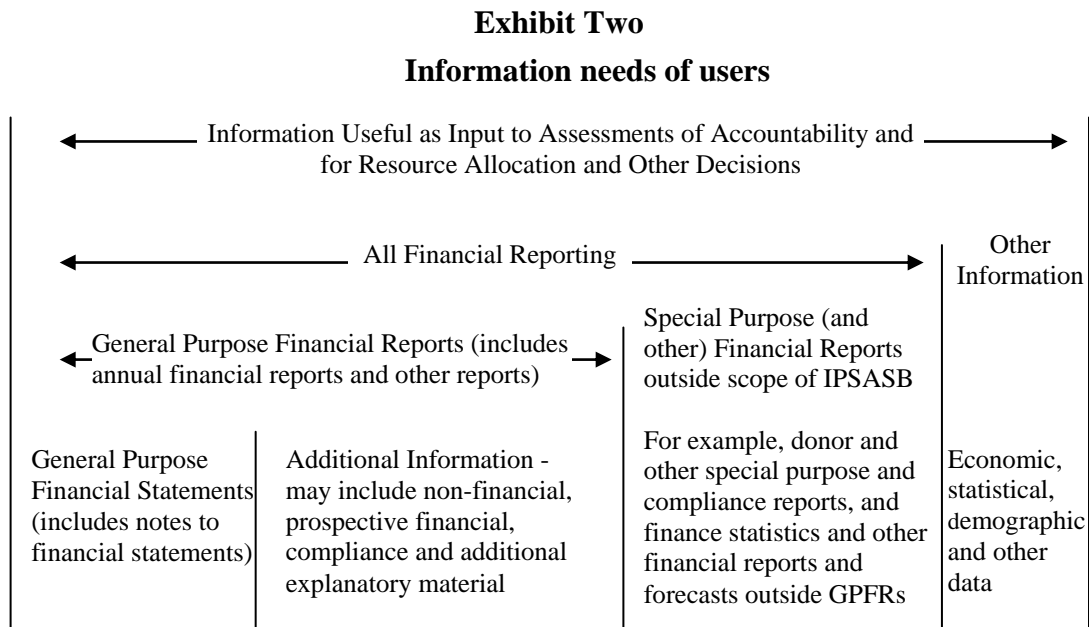 Exhibit Two
Information needs of users
Information Useful as Input to Assessments of Accountability and
for Resource Allocation and Other Decisions
All Financial Reporting
Other
Information
General Purpose Financial Reports (includes
annual financial reports and other reports)
Special Purpose (and
other) Financial Reports
outside scope of IPSASB
General Purpose
Financial Statements
(includes notes to
financial statements)
Additional Information -
may include non-financial,
prospective financial,
compliance and additional
explanatory material
For example, donor and
other special purpose and
compliance reports, and
finance statistics and other
financial reports and
forecasts outside GPFRs
Economic,
statistical,
demographic
and other
data